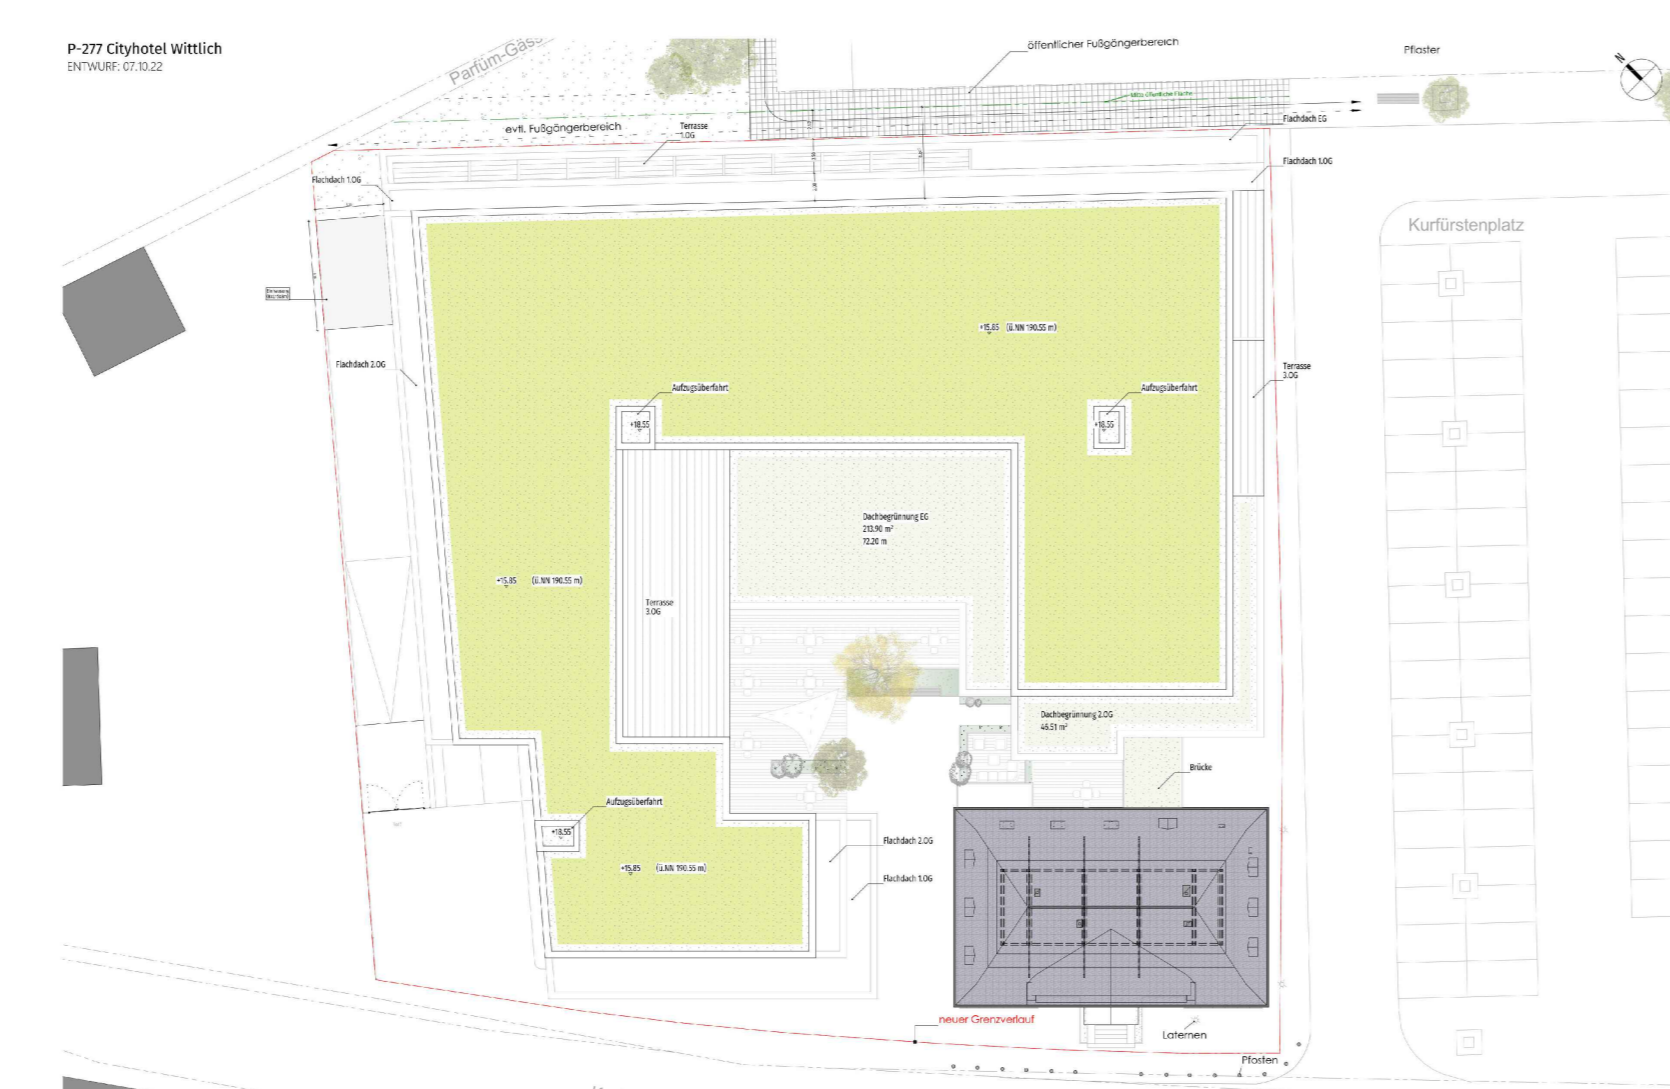 P-277 Cityhotel Wittlich
ENTWURF: 07.10.22
Parfüm-Gäss
öffentlicher Fußgängerbereich
Pflaster
N
evtl. Fußgängerbereich
Terrasse
1.OG
Flachdach EG
Flachdach 1.OG
Flachdach 1.OG
Kurfürstenplatz
+15.85 (ü.NN 190.55 m)
Flachdach 2.OG
Terrasse
3.OG
Aufzugsüberfahrt
Aufzugsüberfahrt
+18.55
+18.55
Dachbegrünnung EG
213.90 m²
72.20 m
+15.85 (ü.NN 190.55 m)
Terrasse
3.OG
Dachbegrünnung 2.OG
46.51 m²
Brücke
Aufzugsüberfahrt
+18.55
Flachdach 2.OG
+15.85 (ü.NN 190.55 m)
Flachdach 1.OG
neuer Grenzverlauf
Laternen
Pfosten